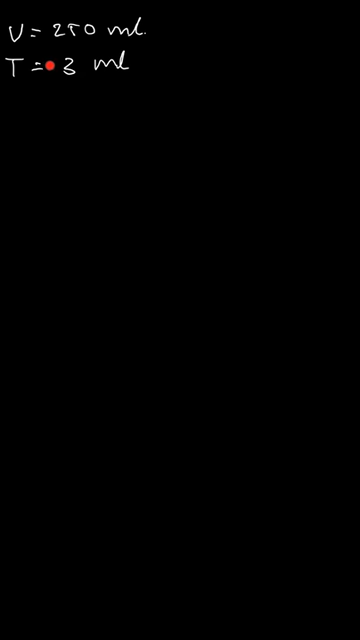 V = 250 ml.
T = 3 ml